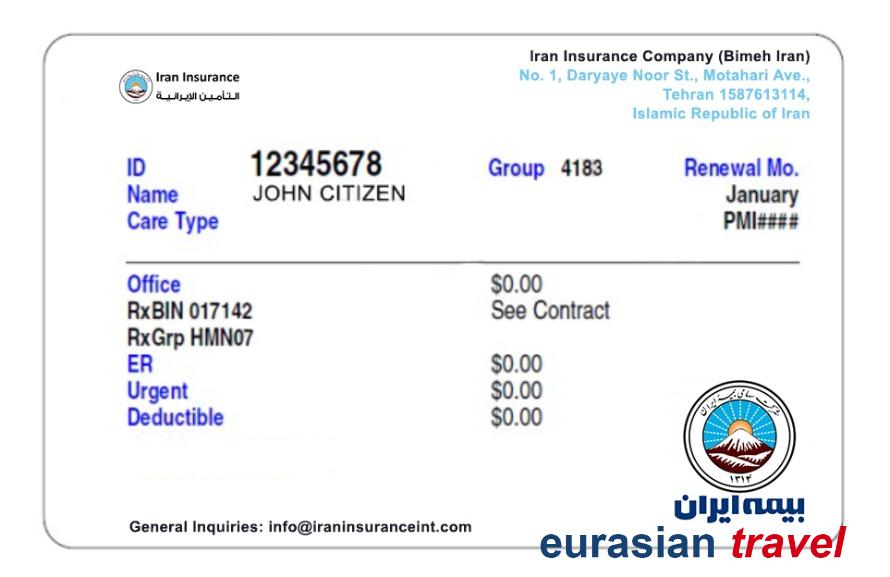 Iran Insurance
التأمين الإيرانية
Iran Insurance Company (Bimeh Iran)
No. 1, Daryaye Noor St., Motahari Ave.,
Tehran 1587613114,
Islamic Republic of Iran
ID 12345678 Group 4183 Renewal Mo.
Name JOHN CITIZEN January
Care Type PMI####
Office $0.00
RxBIN 017142 See Contract
RxGrp HMN07
ER $0.00
Urgent $0.00
Deductible $0.00
شرکت سهامی بیمه ایران
۱۳۱۴
بیمه ایران
General Inquiries: info@iraninsuranceint.com
eurasian travel